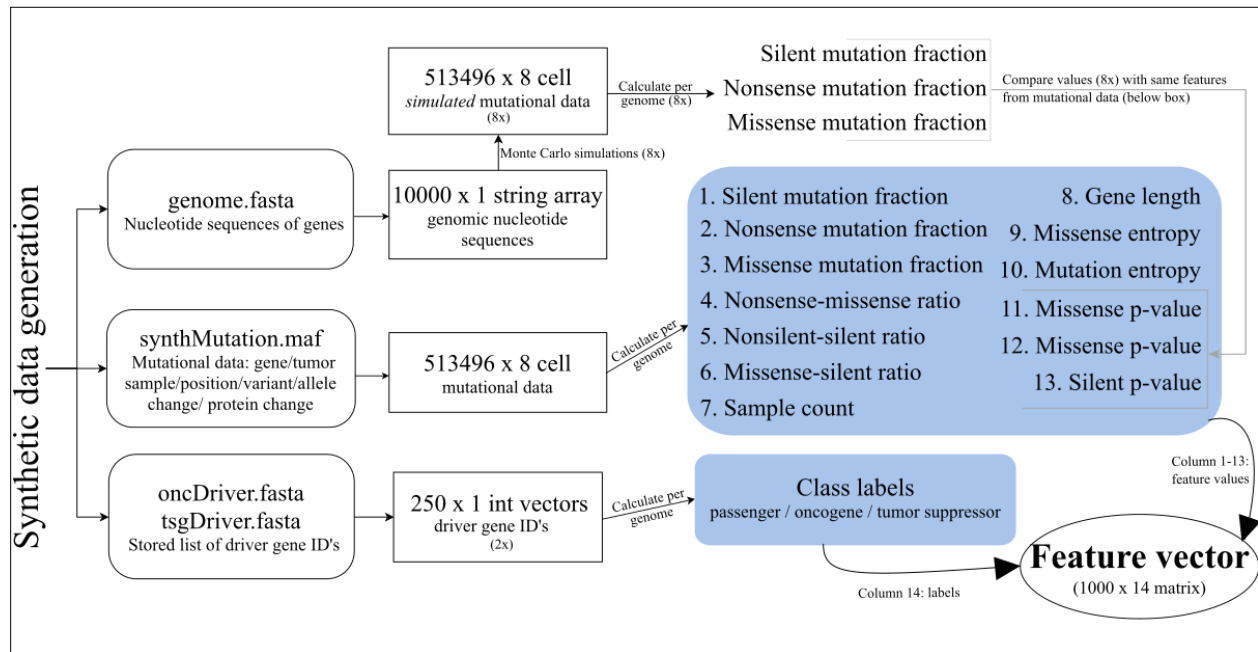 Synthetic data generation
genome.fasta
Nucleotide sequences of genes
10000 x 1 string array
genomic nucleotide
sequences
Monte Carlo simulations (8x)
513496 x 8 cell
simulated mutational data
(8x)
Calculate per
genome (8x)
Silent mutation fraction
Nonsense mutation fraction
Missense mutation fraction
Compare values (8x) with same features
from mutational data (below box)
synthMutation.maf
Mutational data: gene/tumor
sample/position/variant/allele
change/ protein change
513496 x 8 cell
mutational data
Calculate per
genome
1. Silent mutation fraction
2. Nonsense mutation fraction
3. Missense mutation fraction
4. Nonsense-missense ratio
5. Nonsilent-silent ratio
6. Missense-silent ratio
7. Sample count
8. Gene length
9. Missense entropy
10. Mutation entropy
11. Missense p-value
12. Missense p-value
13. Silent p-value
oncDriver.fasta
tsgDriver.fasta
Stored list of driver gene ID's
250 x 1 int vectors
driver gene ID's
(2x)
Calculate per
genome
Class labels
passenger / oncogene / tumor suppressor
Column 14: labels
Column 1-13:
feature values
Feature vector
(1000 x 14 matrix)